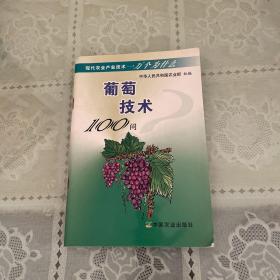 现代农业产业技术一万个为什么
中华人民共和国农业部 组编
葡萄
技术
100问
中国农业出版社